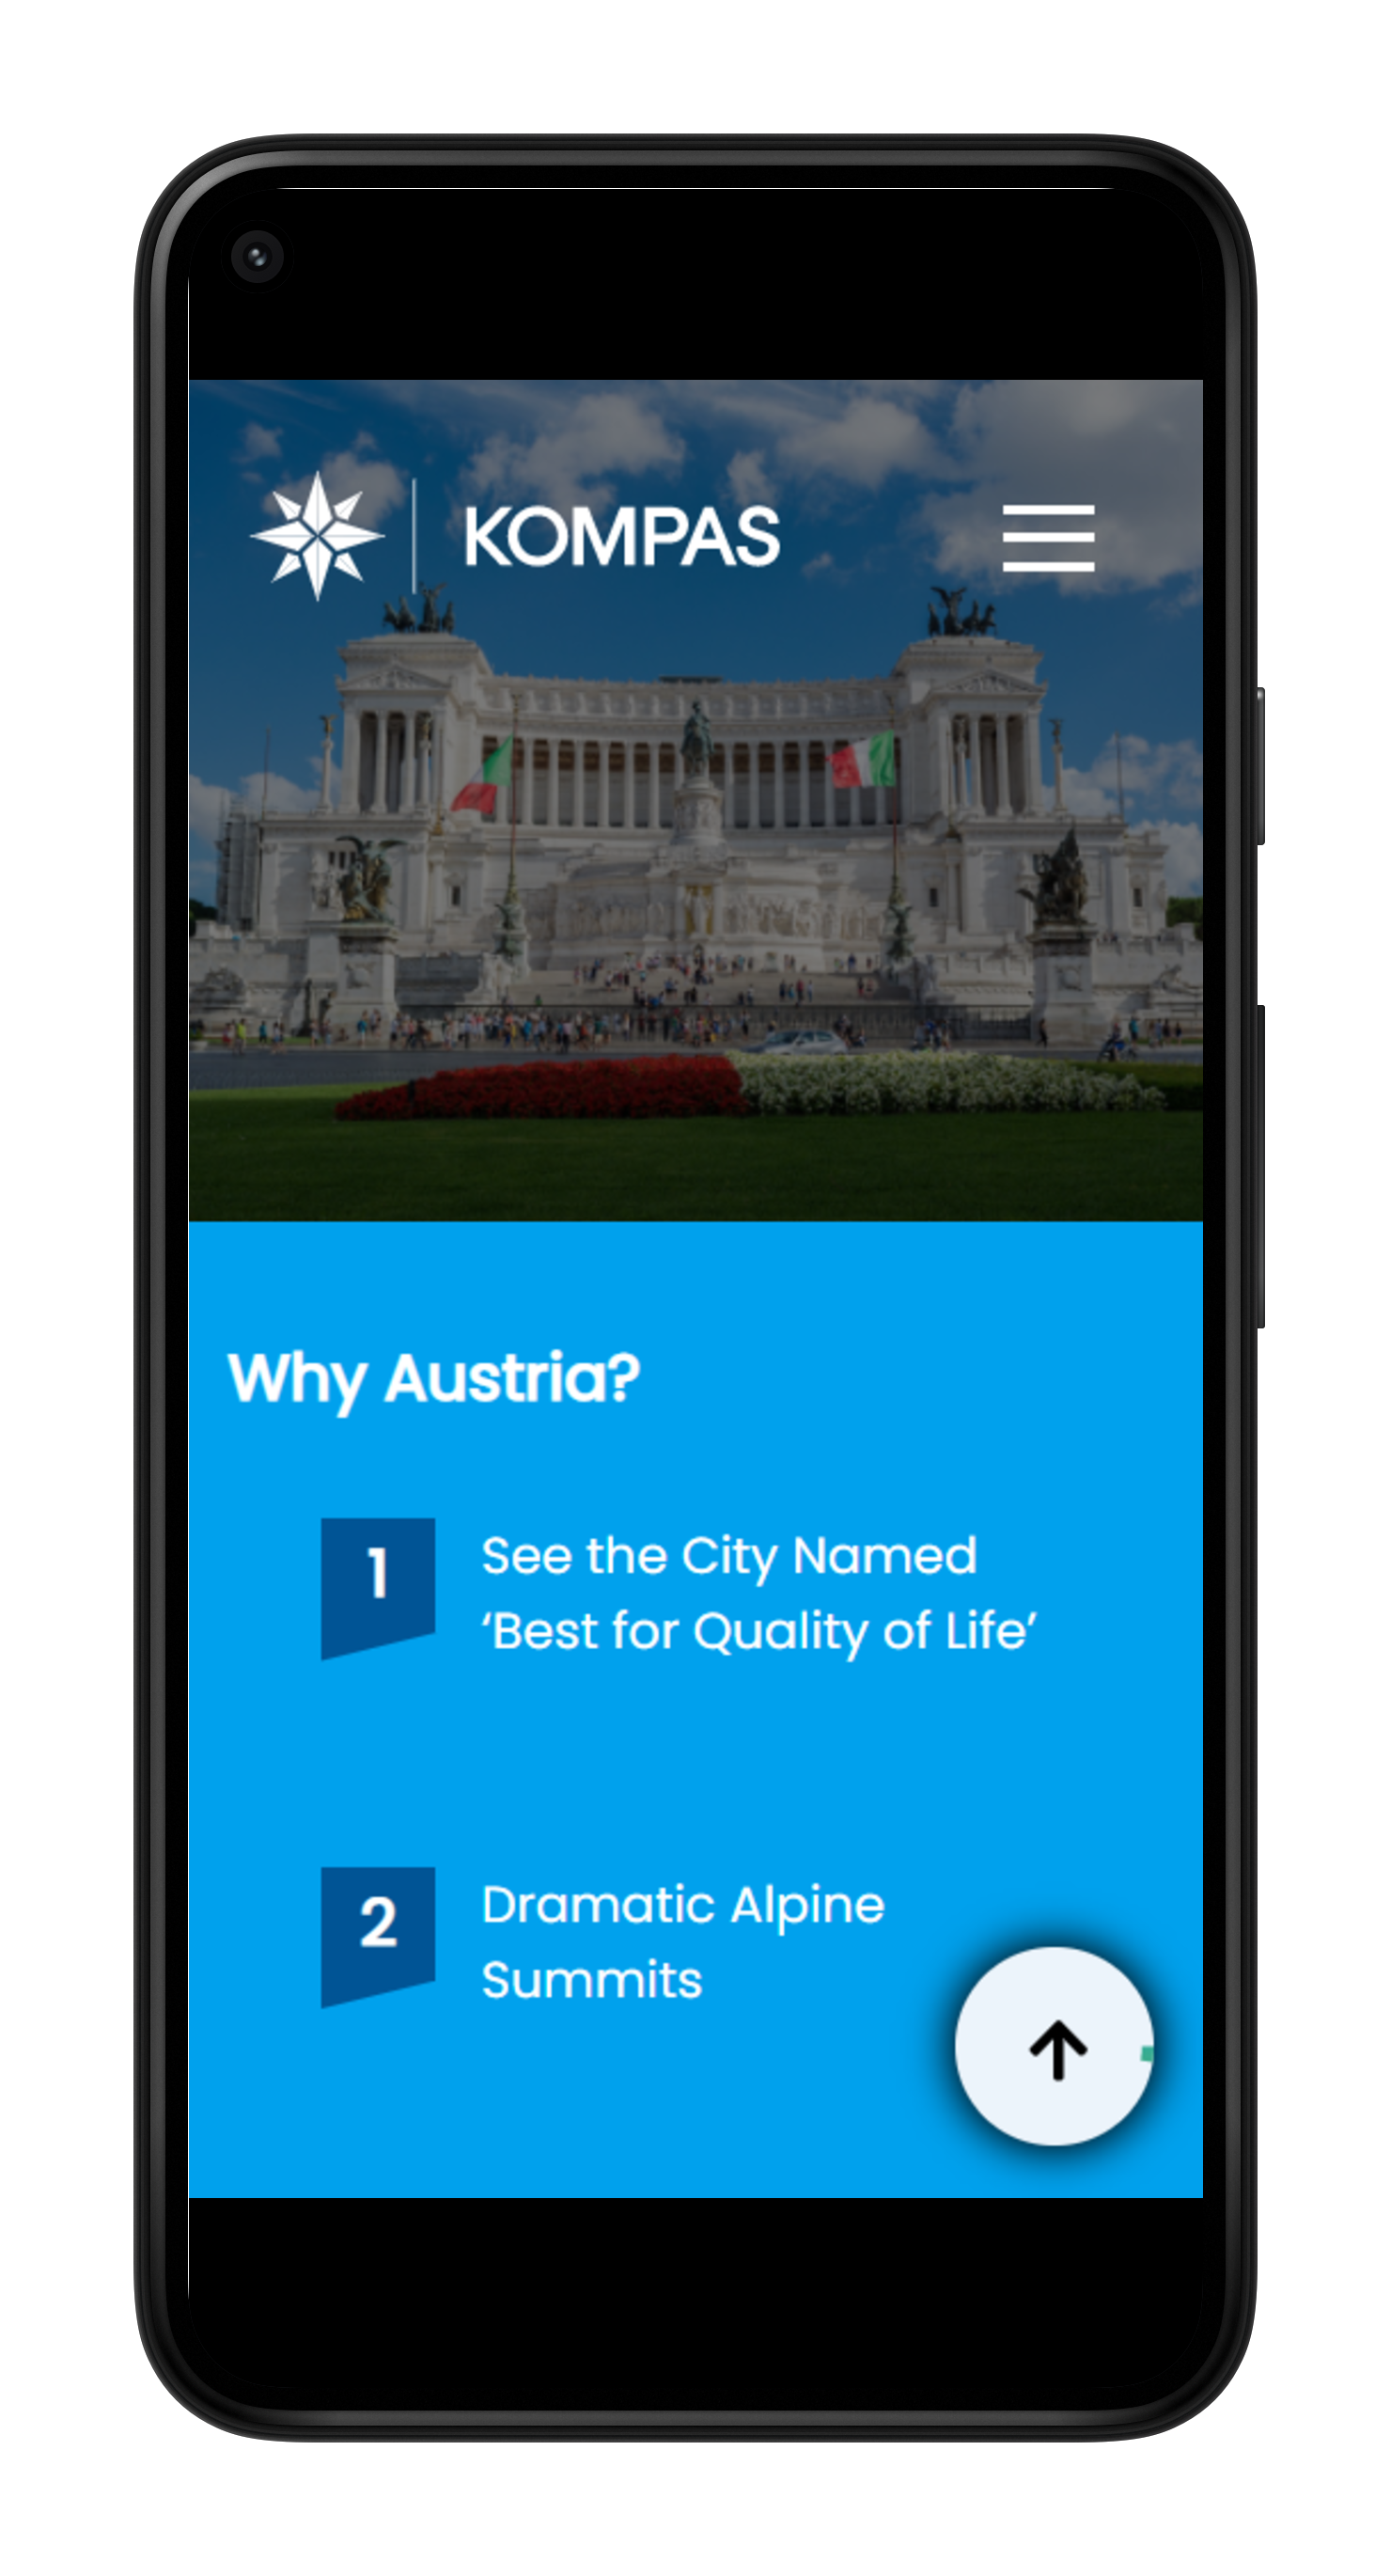 KOMPAS
Why Austria?
1
See the City Named
‘Best for Quality of Life’
2
Dramatic Alpine
Summits